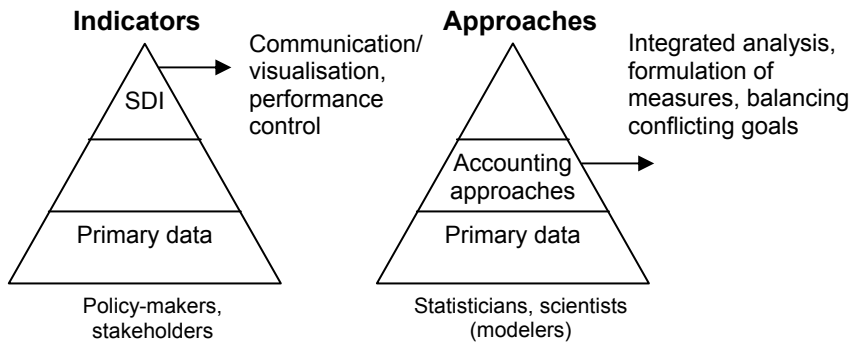 Indicators
Communication/
visualisation,
performance
control
SDI
Primary data
Policy-makers,
stakeholders
Approaches
Integrated analysis,
formulation of
measures, balancing
conflicting goals
Accounting
approaches
Primary data
Statisticians, scientists
(modelers)